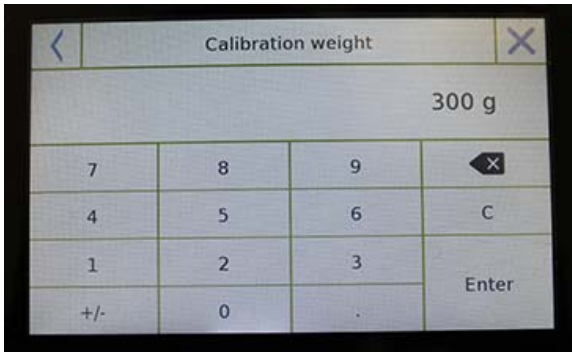 Calibration weight
300 g
7 8 9
4 5 6 C
1 2 3
Enter
+/- 0 .